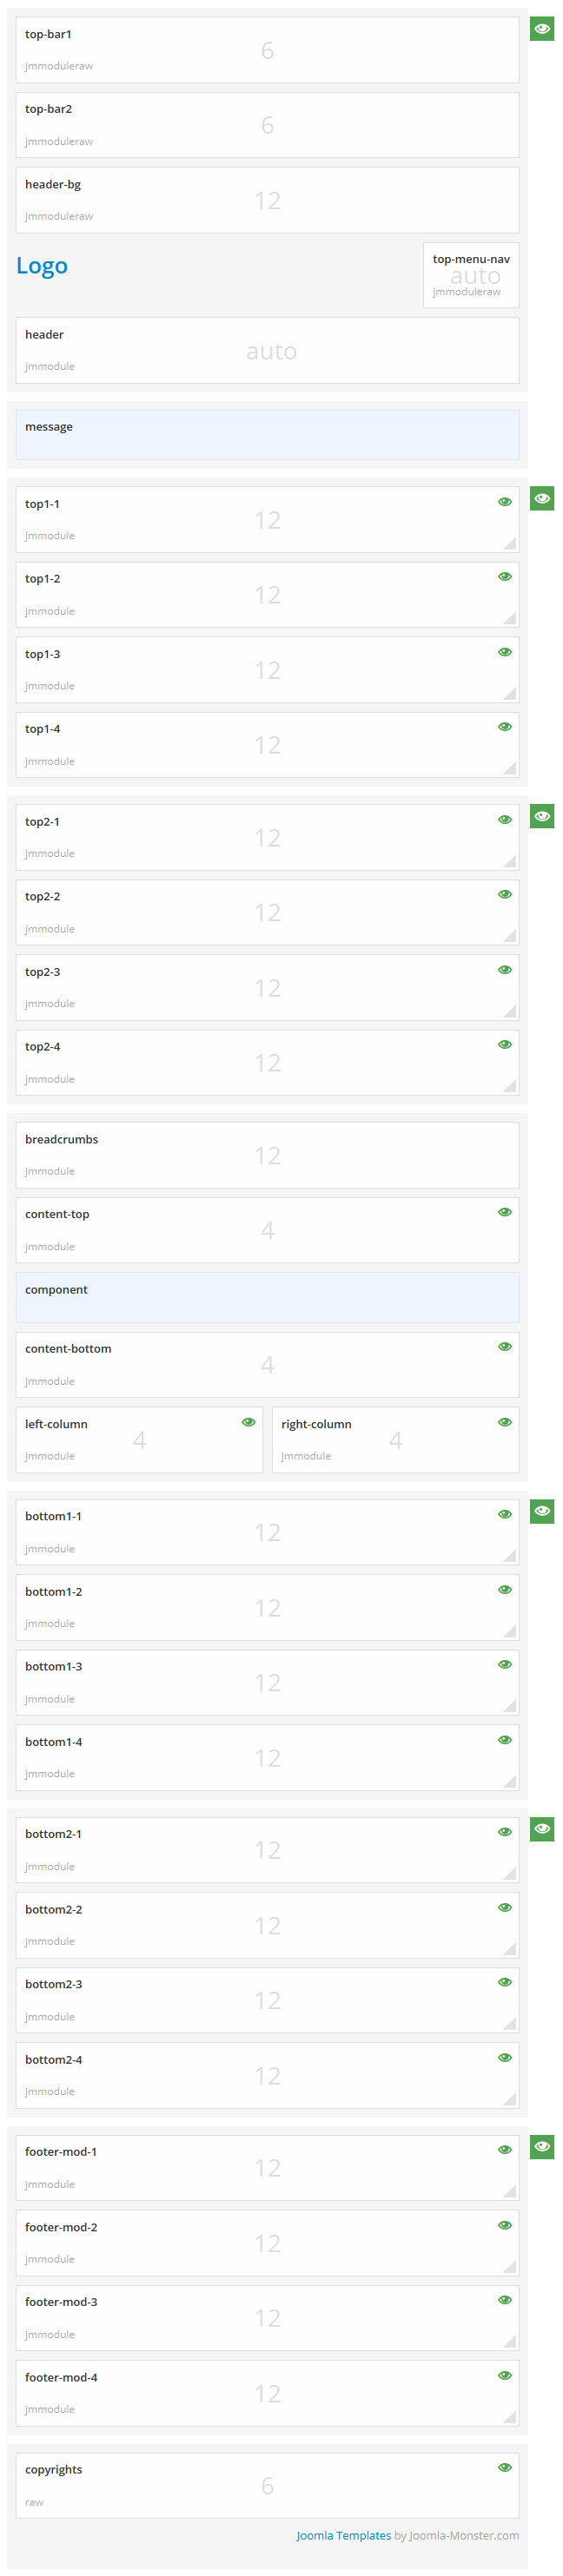 top-bar1
6
jmmoduleraw
top-bar2
6
jmmoduleraw
header-bg
12
jmmoduleraw
Logo
top-menu-nav
auto
jmmoduleraw
header
auto
jmmodule
message
top1-1
12
jmmodule
top1-2
12
jmmodule
top1-3
12
jmmodule
top1-4
12
jmmodule
top2-1
12
jmmodule
top2-2
12
jmmodule
top2-3
12
jmmodule
top2-4
12
jmmodule
breadcrumbs
12
jmmodule
content-top
4
jmmodule
component
content-bottom
4
jmmodule
left-column
4
jmmodule
right-column
4
jmmodule
bottom1-1
12
jmmodule
bottom1-2
12
jmmodule
bottom1-3
12
jmmodule
bottom1-4
12
jmmodule
bottom2-1
12
jmmodule
bottom2-2
12
jmmodule
bottom2-3
12
jmmodule
bottom2-4
12
jmmodule
footer-mod-1
12
jmmodule
footer-mod-2
12
jmmodule
footer-mod-3
12
jmmodule
footer-mod-4
12
jmmodule
copyrights
6
raw
Joomla Templates by Joomla-Monster.com